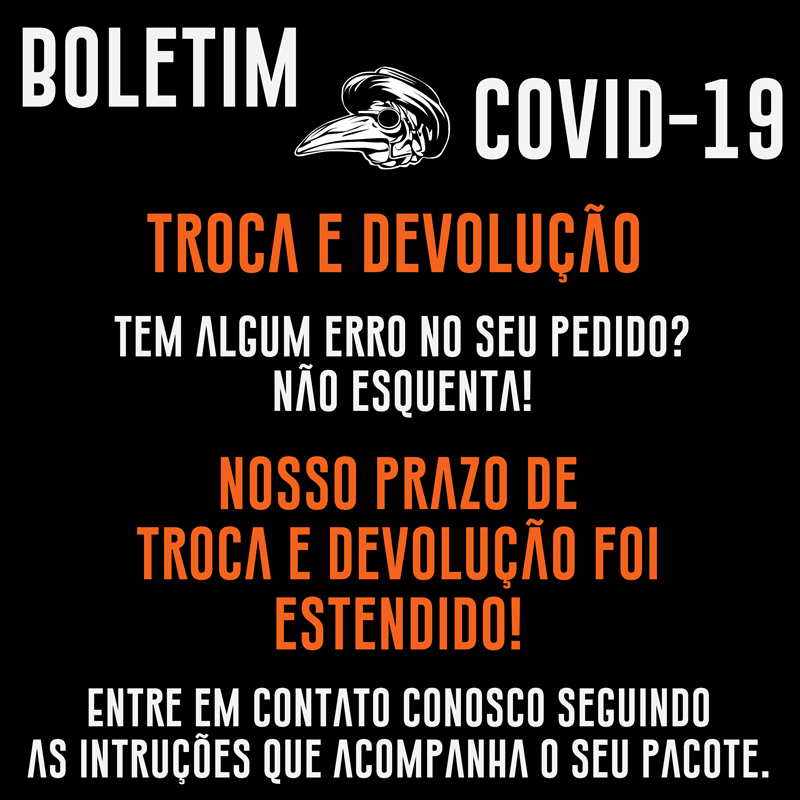 BOLETIM
COVID-19
TROCA E DEVOLUÇÃO
TEM ALGUM ERRO NO SEU PEDIDO?
NÃO ESQUENTA!
NOSSO PRAZO DE
TROCA E DEVOLUÇÃO FOI
ESTENDIDO!
ENTRE EM CONTATO CONOSCO SEGUINDO
AS INTRUÇÕES QUE ACOMPANHA O SEU PACOTE.